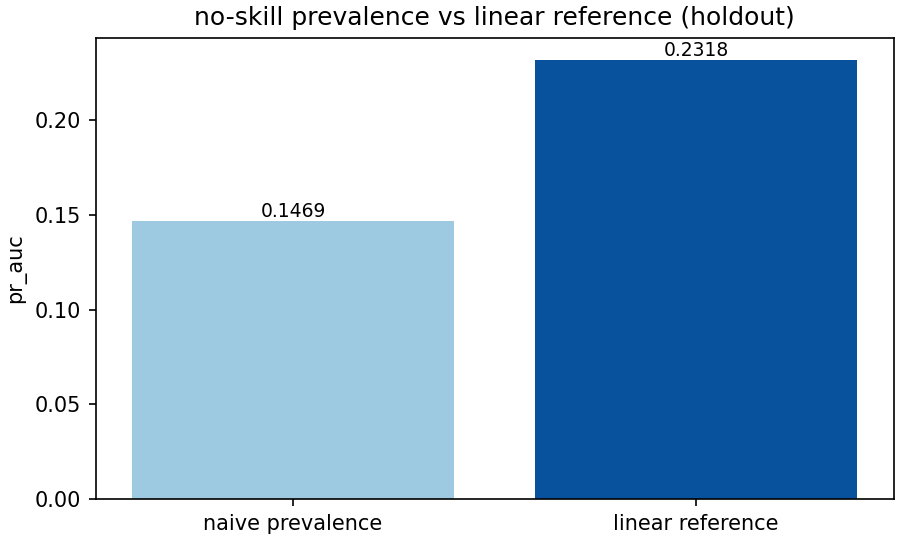 no-skill prevalence vs linear reference (holdout)
0.2318
0.20
0.1469
0.15
pr_auc
0.10
0.05
0.00
naive prevalence
linear reference